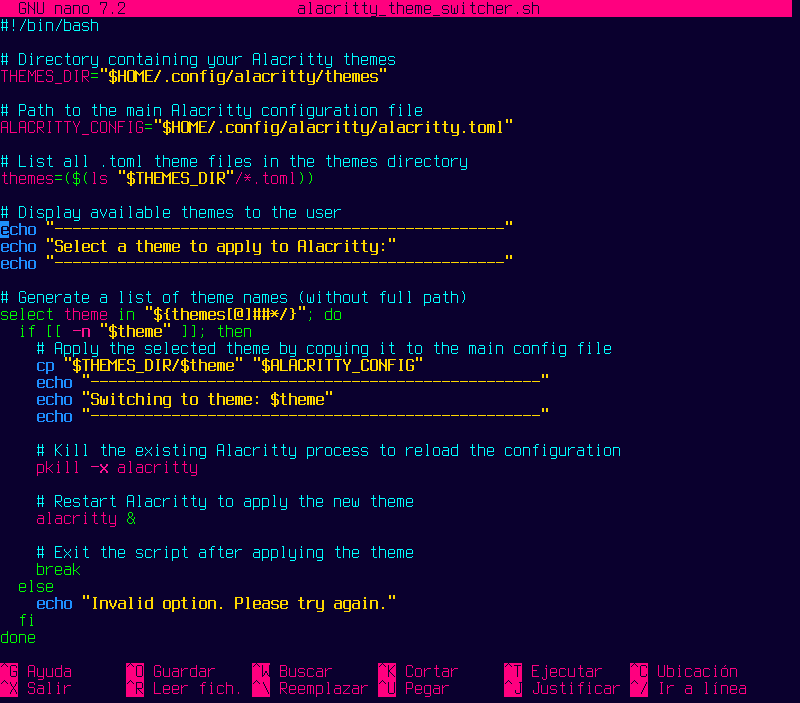 GNU nano 7.2 alacritty_theme_switcher.sh
#!/bin/bash
# Directory containing your Alacritty themes
THEMES_DIR="$HOME/.config/alacritty/themes"
# Path to the main Alacritty configuration file
ALACRITTY_CONFIG="$HOME/.config/alacritty/alacritty.toml"
# List all .toml theme files in the themes directory
themes=($(ls "$THEMES_DIR"/*.toml))
# Display available themes to the user
echo "--------------------------------------------------"
echo "Select a theme to apply to Alacritty:"
echo "--------------------------------------------------"
# Generate a list of theme names (without full path)
select theme in "${themes[@]##*/}"; do
  if [[ -n "$theme" ]]; then
    # Apply the selected theme by copying it to the main config file
    cp "$THEMES_DIR/$theme" "$ALACRITTY_CONFIG"
    echo "--------------------------------------------------"
    echo "Switching to theme: $theme"
    echo "--------------------------------------------------"
    # Kill the existing Alacritty process to reload the configuration
    pkill -x alacritty
    # Restart Alacritty to apply the new theme
    alacritty &
    # Exit the script after applying the theme
    break
  else
    echo "Invalid option. Please try again."
  fi
done
^G Ayuda ^O Guardar ^W Buscar ^K Cortar ^T Ejecutar ^C Ubicación
^X Salir ^R Leer fich. ^\ Reemplazar ^U Pegar ^J Justificar ^/ Ir a línea